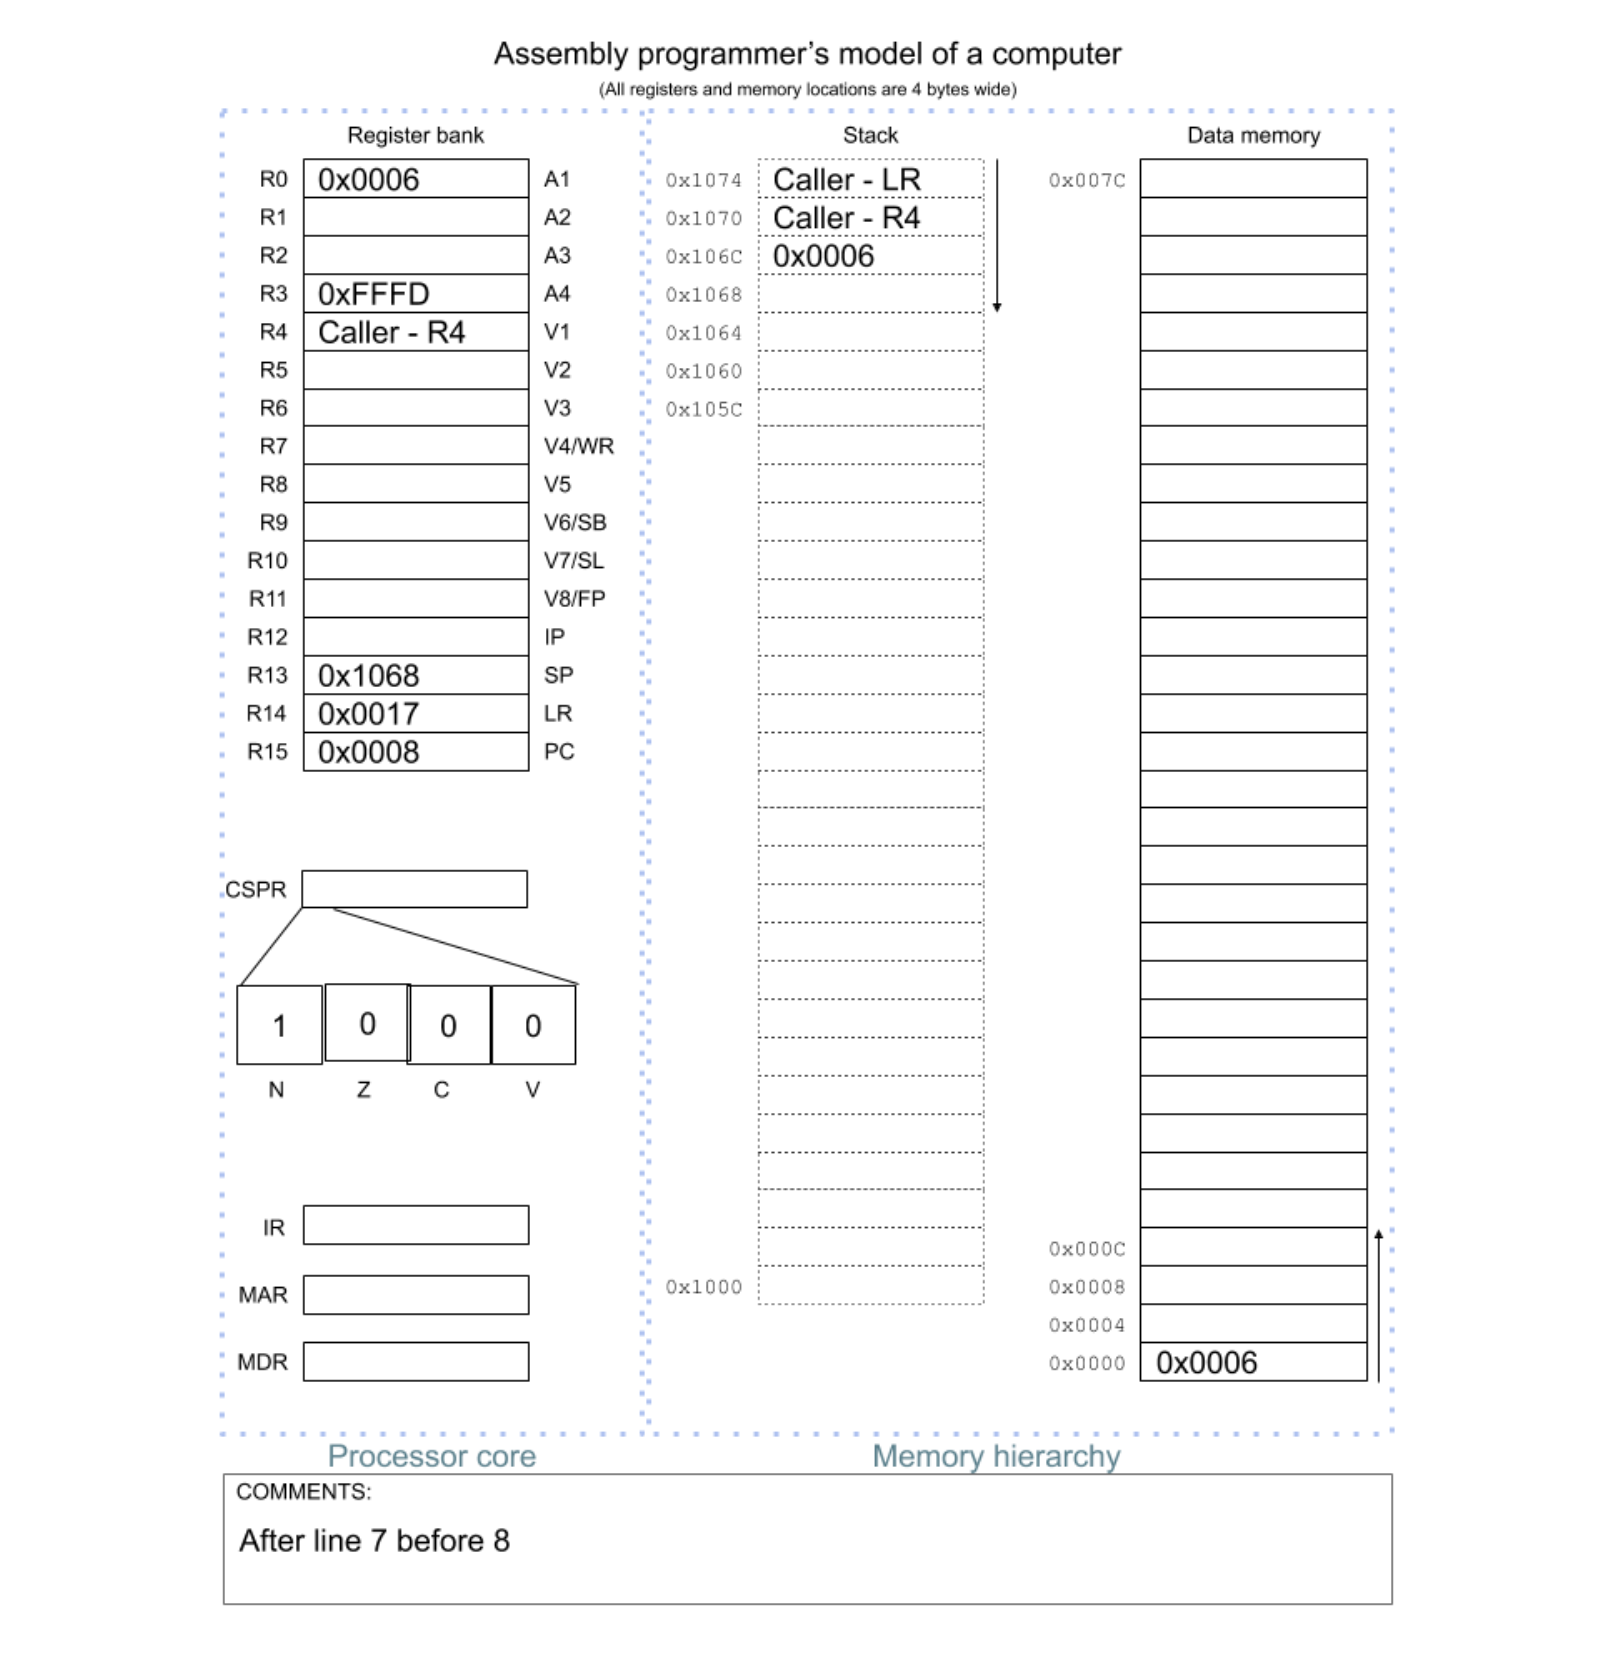 Assembly programmer’s model of a computer
(All registers and memory locations are 4 bytes wide)
Register bank
R0 0x0006 A1
R1 A2
R2 A3
R3 0xFFFD A4
R4 Caller - R4 V1
R5 V2
R6 V3
R7 V4/WR
R8 V5
R9 V6/SB
R10 V7/SL
R11 V8/FP
R12 IP
R13 0x1068 SP
R14 0x0017 LR
R15 0x0008 PC
CSPR
1 0 0 0
N Z C V
IR
MAR
MDR
Processor core
Stack
0x1074 Caller - LR
0x1070 Caller - R4
0x106C 0x0006
0x1068
0x1064
0x1060
0x105C
0x1000
Data memory
0x007C
0x000C
0x0008
0x0004
0x0000 0x0006
Memory hierarchy
COMMENTS:
After line 7 before 8